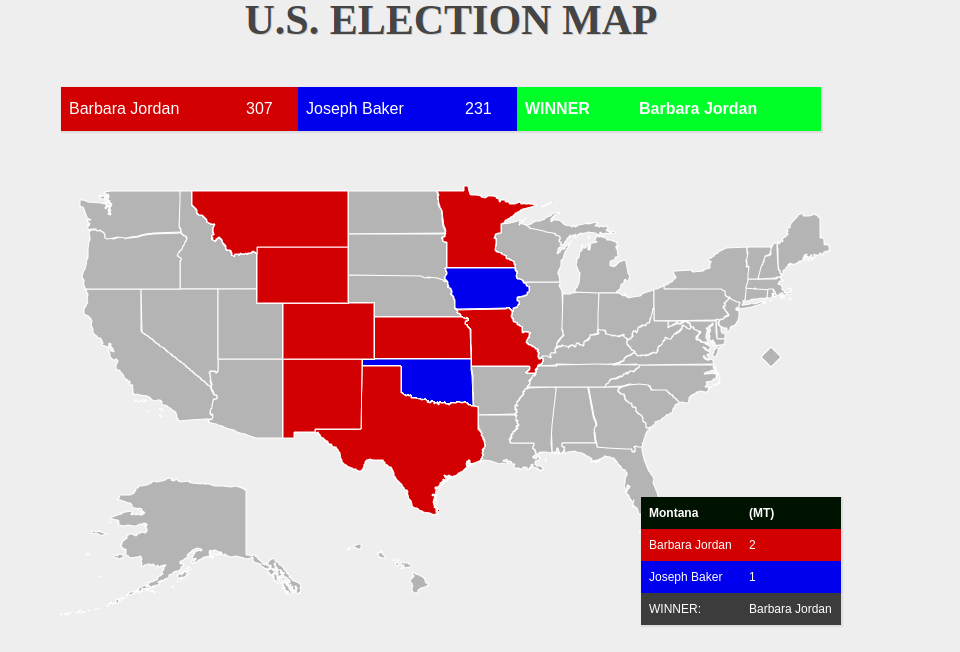 U.S. ELECTION MAP
Barbara Jordan 307 Joseph Baker 231 WINNER Barbara Jordan
Montana (MT)
Barbara Jordan 2
Joseph Baker 1
WINNER: Barbara Jordan